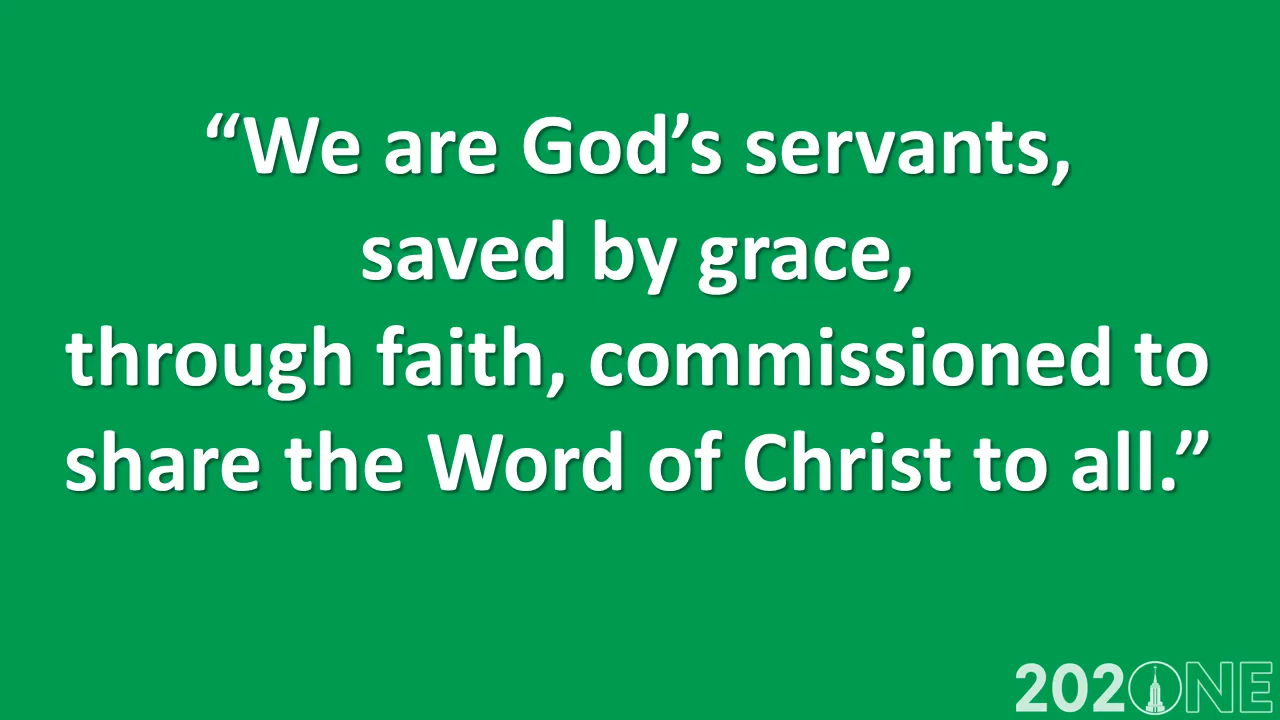 “We are God’s servants,
saved by grace,
through faith, commissioned to
share the Word of Christ to all.”
202ONE